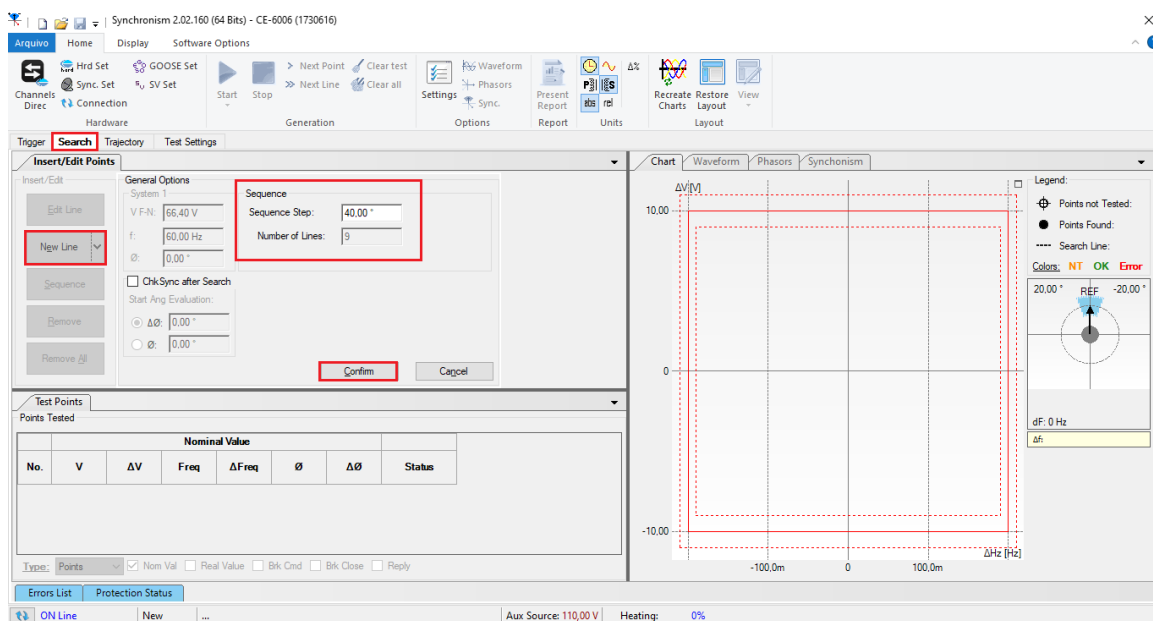 Synchronism 2.02.160 (64 Bits) - CE-6006 (1730616)
Arquivo Home Display Software Options
Channels Direc
Hrd Set
Sync. Set
Connection
GOOSE Set
SV Set
Hardware
Start Stop
Next Point Clear test
Next Line Clear all
Generation
Settings
Waveform
Phasors
Sync.
Options
Present Report
Report
abs rel
Δ%
Units
Recreate Charts
Restore Layout
View
Layout
Trigger Search Trajectory Test Settings
Insert/Edit Points
Insert/Edit
Edit Line
New Line
Sequence
Remove
Remove All
General Options
System 1
V F-N: 66,40 V
f: 60,00 Hz
Ø: 0,00 °
Sequence
Sequence Step: 40,00 °
Number of Lines: 9
ChkSync after Search
Start Ang Evaluation:
ΔØ: 0,00 °
Ø: 0,00 °
Confirm Cancel
Test Points
Points Tested
Nominal Value
No. V ΔV Freq ΔFreq Ø ΔØ Status
Type: Points Nom Val Real Value Brk Cmd Brk Close Reply
Chart Waveform Phasors Synchonism
ΔV[V]
10,00
0
-10,00
-100,0m 0 100,0m
ΔHz [Hz]
Legend:
Points not Tested:
Points Found:
Search Line:
Colors: NT OK Error
20,00 ° REF -20,00 °
dF: 0 Hz
Δf:
Errors List Protection Status
ON Line New ... Aux Source: 110,00 V Heating: 0%